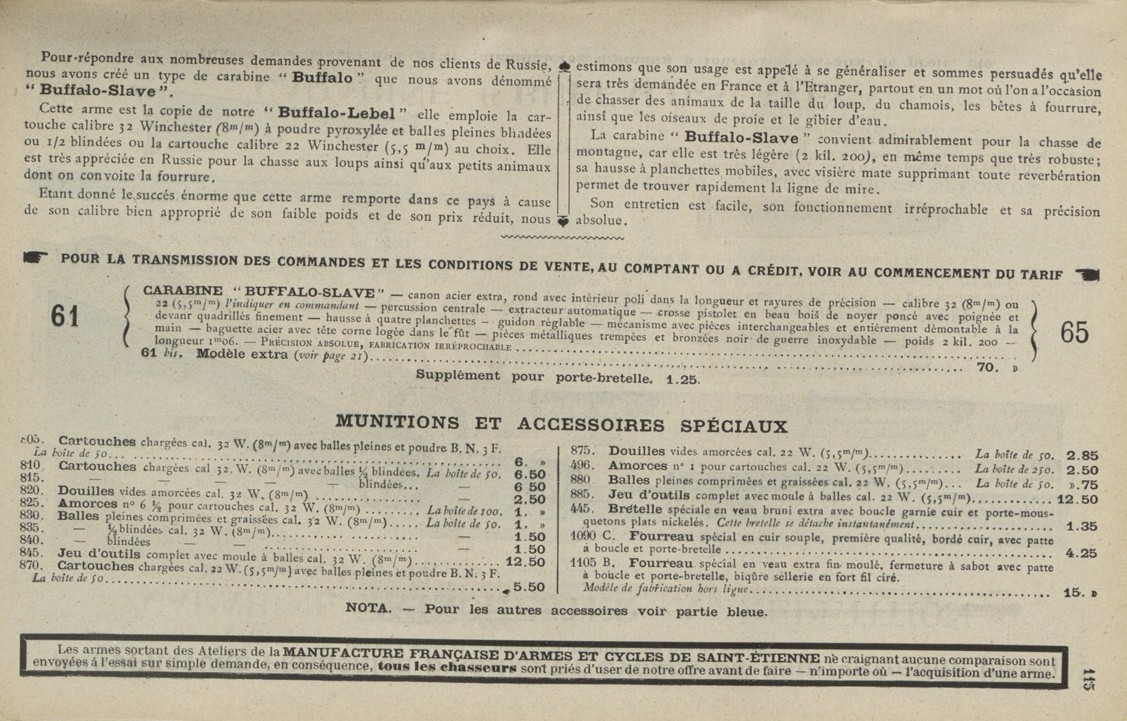 Pour répondre aux nombreuses demandes provenant de nos clients de Russie,
nous avons créé un type de carabine “ Buffalo ” que nous avons dénommé
“ Buffalo-Slave ”.
Cette arme est la copie de notre “ Buffalo-Lebel ” elle emploie la car-
touche calibre 32 Winchester (8m/m) à poudre pyroxylée et balles pleines blindées
ou 1/2 blindées ou la cartouche calibre 22 Winchester (5,5 m/m) au choix. Elle
est très appréciée en Russie pour la chasse aux loups ainsi qu'aux petits animaux
dont on convoite la fourrure.
Etant donné le succés énorme que cette arme remporte dans ce pays à cause
de son calibre bien approprié de son faible poids et de son prix réduit, nous
estimons que son usage est appelé à se généraliser et sommes persuadés qu'elle
sera très demandée en France et à l'Etranger, partout en un mot où l'on a l'occasion
de chasser des animaux de la taille du loup, du chamois, les bêtes à fourrure,
ainsi que les oiseaux de proie et le gibier d'eau.
La carabine “ Buffalo-Slave ” convient admirablement pour la chasse de
montagne, car elle est très légère (2 kil. 200), en même temps que très robuste;
sa hausse à planchettes mobiles, avec visière mate supprimant toute reverbération
permet de trouver rapidement la ligne de mire.
Son entretien est facile, son fonctionnement irréprochable et sa précision
absolue.
POUR LA TRANSMISSION DES COMMANDES ET LES CONDITIONS DE VENTE, AU COMPTANT OU A CRÉDIT, VOIR AU COMMENCEMENT DU TARIF
61
CARABINE “ BUFFALO-SLAVE ” — canon acier extra, rond avec intérieur poli dans la longueur et rayures de précision — calibre 32 (8m/m) ou
22 (5,5m/m) l'indiquer en commandant — percussion centrale — extracteur automatique — crosse pistolet en beau bois de noyer poncé avec poignée et
devant quadrillés finement — hausse à quatre planchettes — guidon réglable — mécanisme avec pièces interchangeables et entièrement démontable à la
main — baguette acier avec tête corne logée dans le fût — pièces métalliques trempées et bronzées noir de guerre inoxydable — poids 2 kil. 200 —
longueur 1m06. — PRÉCISION ABSOLUE, FABRICATION IRRÉPROCHABLE ..........
65
61 bis. Modèle extra (voir page 21).......... 70. »
Supplément pour porte-bretelle. 1.25.
MUNITIONS ET ACCESSOIRES SPÉCIAUX
805. Cartouches chargées cal. 32 W. (8m/m) avec balles pleines et poudre B. N. 3 F.
La boîte de 50.......... 6. »
810 Cartouches chargées cal 32. W. (8m/m) avec balles ½ blindées. La boîte de 50. 6.50
815. — — — blindées... — 6 50
820. Douilles vides amorcées cal. 32 W. (8m/m) .......... — 2.50
825. Amorces nº 6 ½ pour cartouches cal. 32 W. (8m/m) .......... La boîte de 100. 1. »
830. Balles pleines comprimées et graissées cal. 32 W. (8m/m)..... La boîte de 50. 1. »
835. — ½ blindées cal. 32 W. (8m/m).......... — 1.50
840. — blindées — .......... — 1.50
845. Jeu d'outils complet avec moule à balles cal. 32 W. (8m/m).......... 12.50
870. Cartouches chargées cal. 22 W. (5,5m/m) avec balles pleines et poudre B. N. 3 F.
La boîte de 50.......... 5.50
875. Douilles vides amorcées cal. 22 W. (5,5m/m).......... La boîte de 50. 2.85
496. Amorces nº 1 pour cartouches cal. 22 W. (5,5m/m)........ La boîte de 250. 2.50
880 Balles pleines comprimées et graissées cal. 22 W. (5,5m/m)... La boîte de 50. ».75
885. Jeu d'outils complet avec moule à balles cal. 22 W. (5,5m/m).......... 12.50
445. Bretelle spéciale en veau bruni extra avec boucle garnie cuir et porte-mous-
quetons plats nickelés. Cette bretelle se détache instantanément.......... 1.35
1090 C. Fourreau spécial en cuir souple, première qualité, bordé cuir, avec patte
à boucle et porte-bretelle .......... 4.25
1105 B. Fourreau spécial en veau extra fin moulé, fermeture à sabot avec patte
à boucle et porte-bretelle, biqûre sellerie en fort fil ciré.
Modèle de fabrication hors ligne.......... 15. »
NOTA. — Pour les autres accessoires voir partie bleue.
Les armes sortant des Ateliers de la MANUFACTURE FRANÇAISE D'ARMES ET CYCLES DE SAINT-ÉTIENNE ne craignant aucune comparaison sont
envoyées à l'essai sur simple demande, en conséquence, tous les chasseurs sont priés d'user de notre offre avant de faire — n'importe où — l'acquisition d'une arme.
115